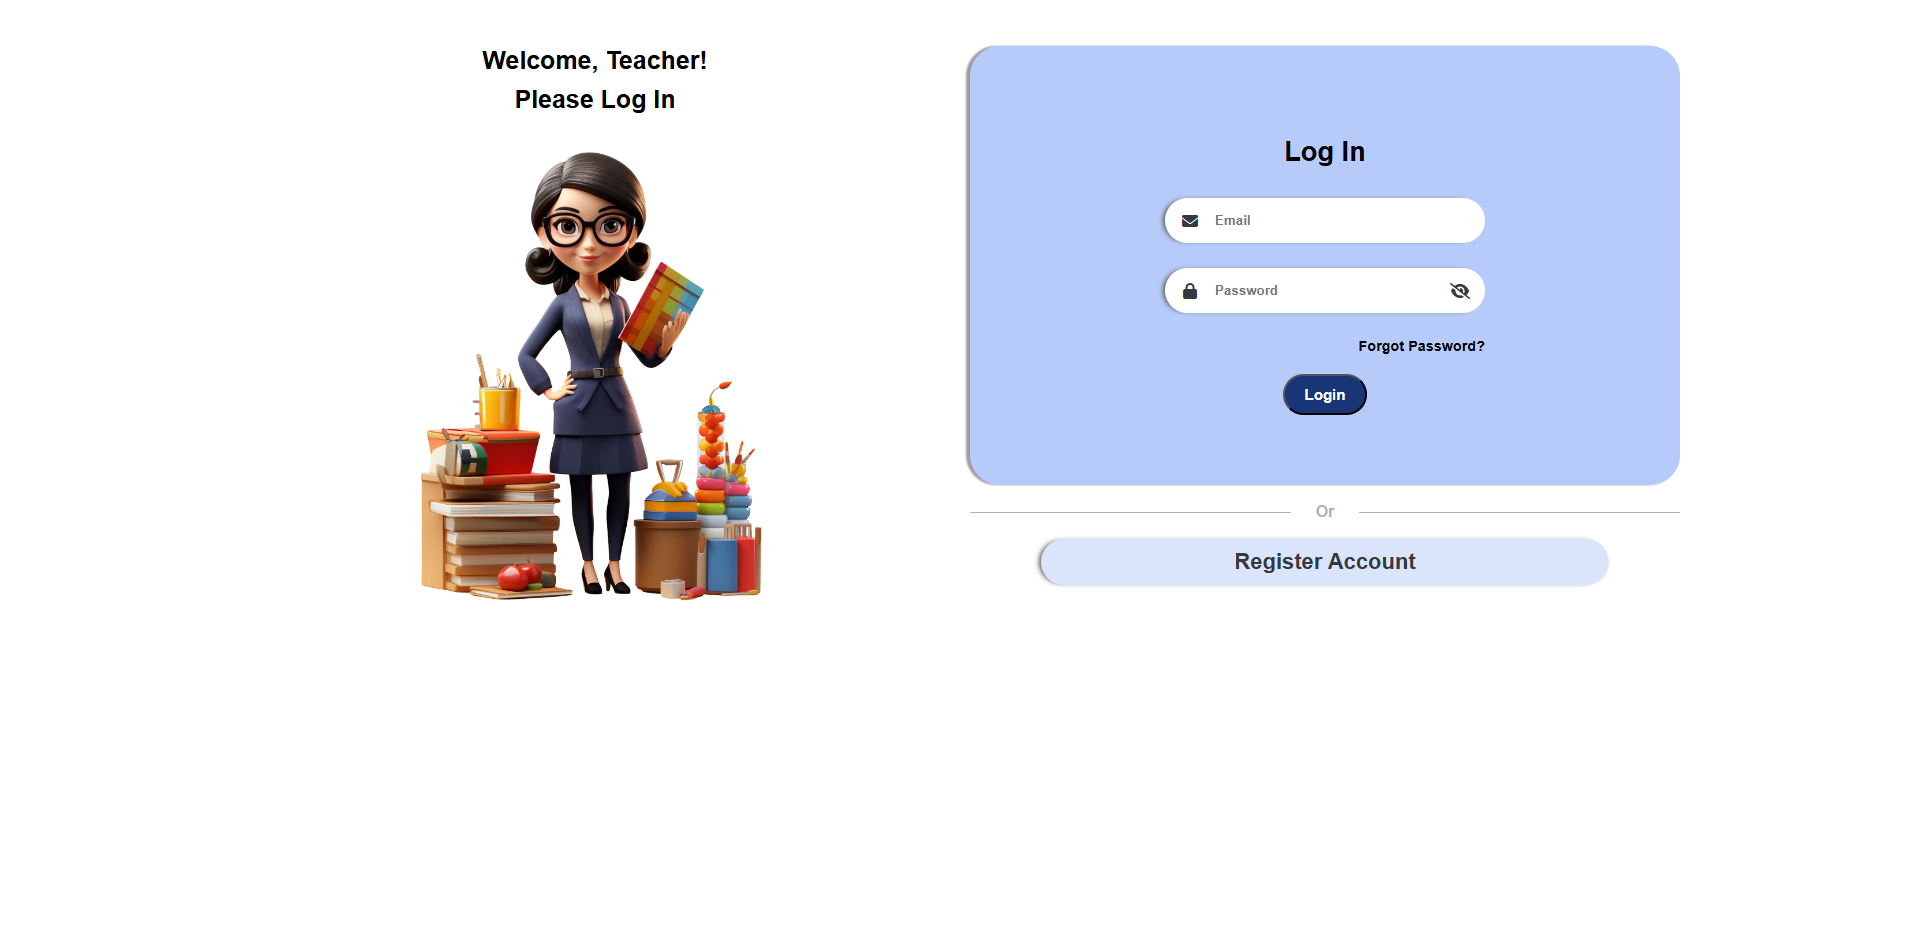 Welcome, Teacher!
Please Log In
Log In
Email
Password
Forgot Password?
Login
Or
Register Account